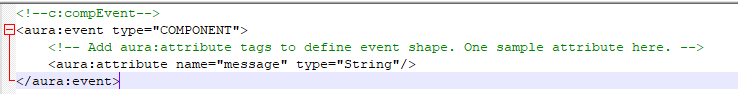 <!--c:compEvent-->
<aura:event type="COMPONENT">
    <!-- Add aura:attribute tags to define event shape. One sample attribute here. -->
    <aura:attribute name="message" type="String"/>
</aura:event>